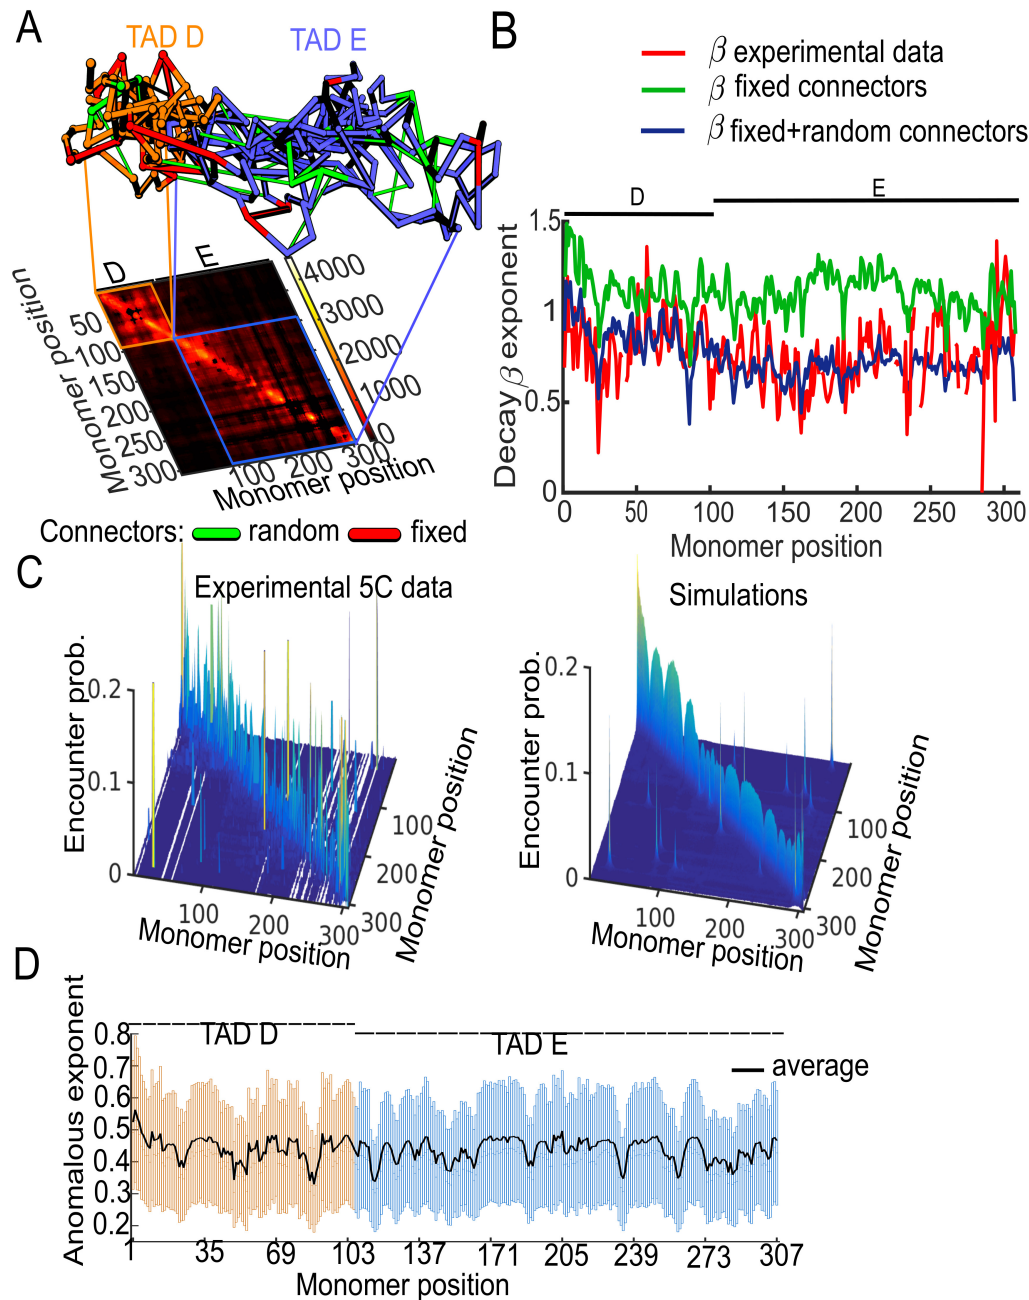 A
TAD D
TAD E
D
E
4000
3000
2000
1000
0
Monomer position
50
100
150
200
250
300
100 200 300
Monomer position
Connectors: random fixed
B
β experimental data
β fixed connectors
β fixed+random connectors
D
E
Decay β exponent
1.5
1
0.5
0
0 50 100 150 200 250 300
Monomer position
C
Experimental 5C data
Encounter prob.
0.2
0.1
0
100 200 300
Monomer position
100
200
300
Monomer position
Simulations
Encounter prob.
0.2
0.1
0
100 200 300
Monomer position
100
200
300
Monomer position
D
TAD D
TAD E
average
Anomalous exponent
0.8
0.7
0.6
0.5
0.4
0.3
0.2
1 35 69 103 137 171 205 239 273 307
Monomer position